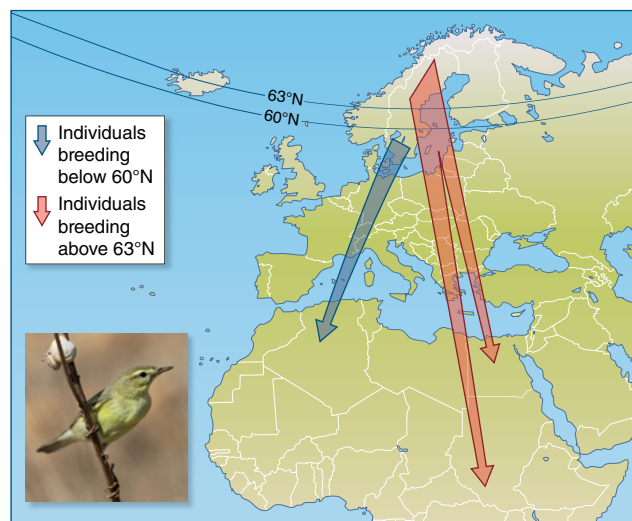 63°N
60°N
Individuals
breeding
below 60°N
Individuals
breeding
above 63°N